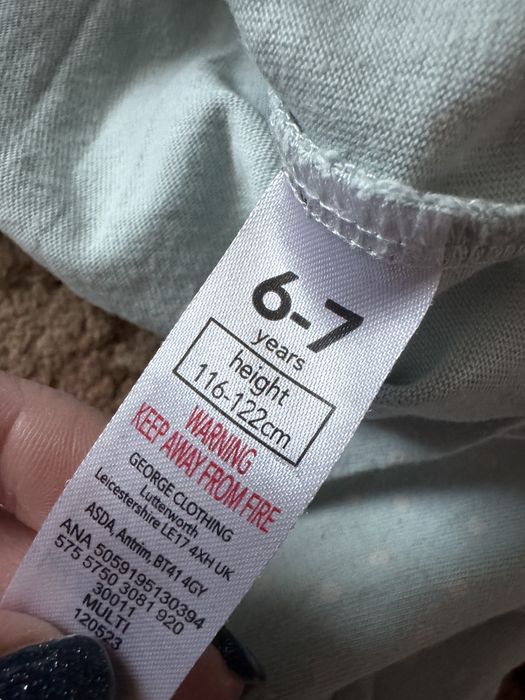 6-7
years
height
116-122cm
WARNING
KEEP AWAY FROM FIRE
GEORGE CLOTHING
Lutterworth
Leicestershire LE17 4XH UK
ASDA, Antrim, BT41 4GY
ANA 5059195130394
575 5750 3081 920
30011
MULTI
120523